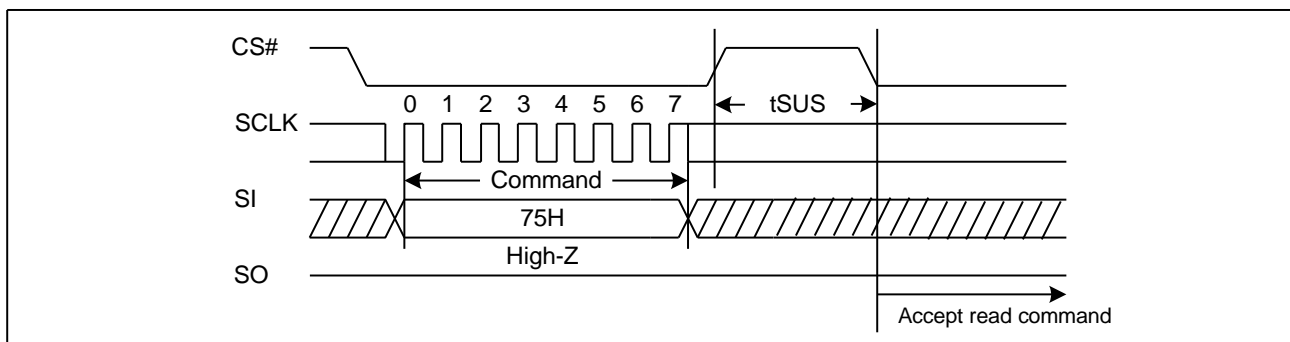 CS#
tSUS
0 1 2 3 4 5 6 7
SCLK
Command
SI
75H
High-Z
SO
Accept read command